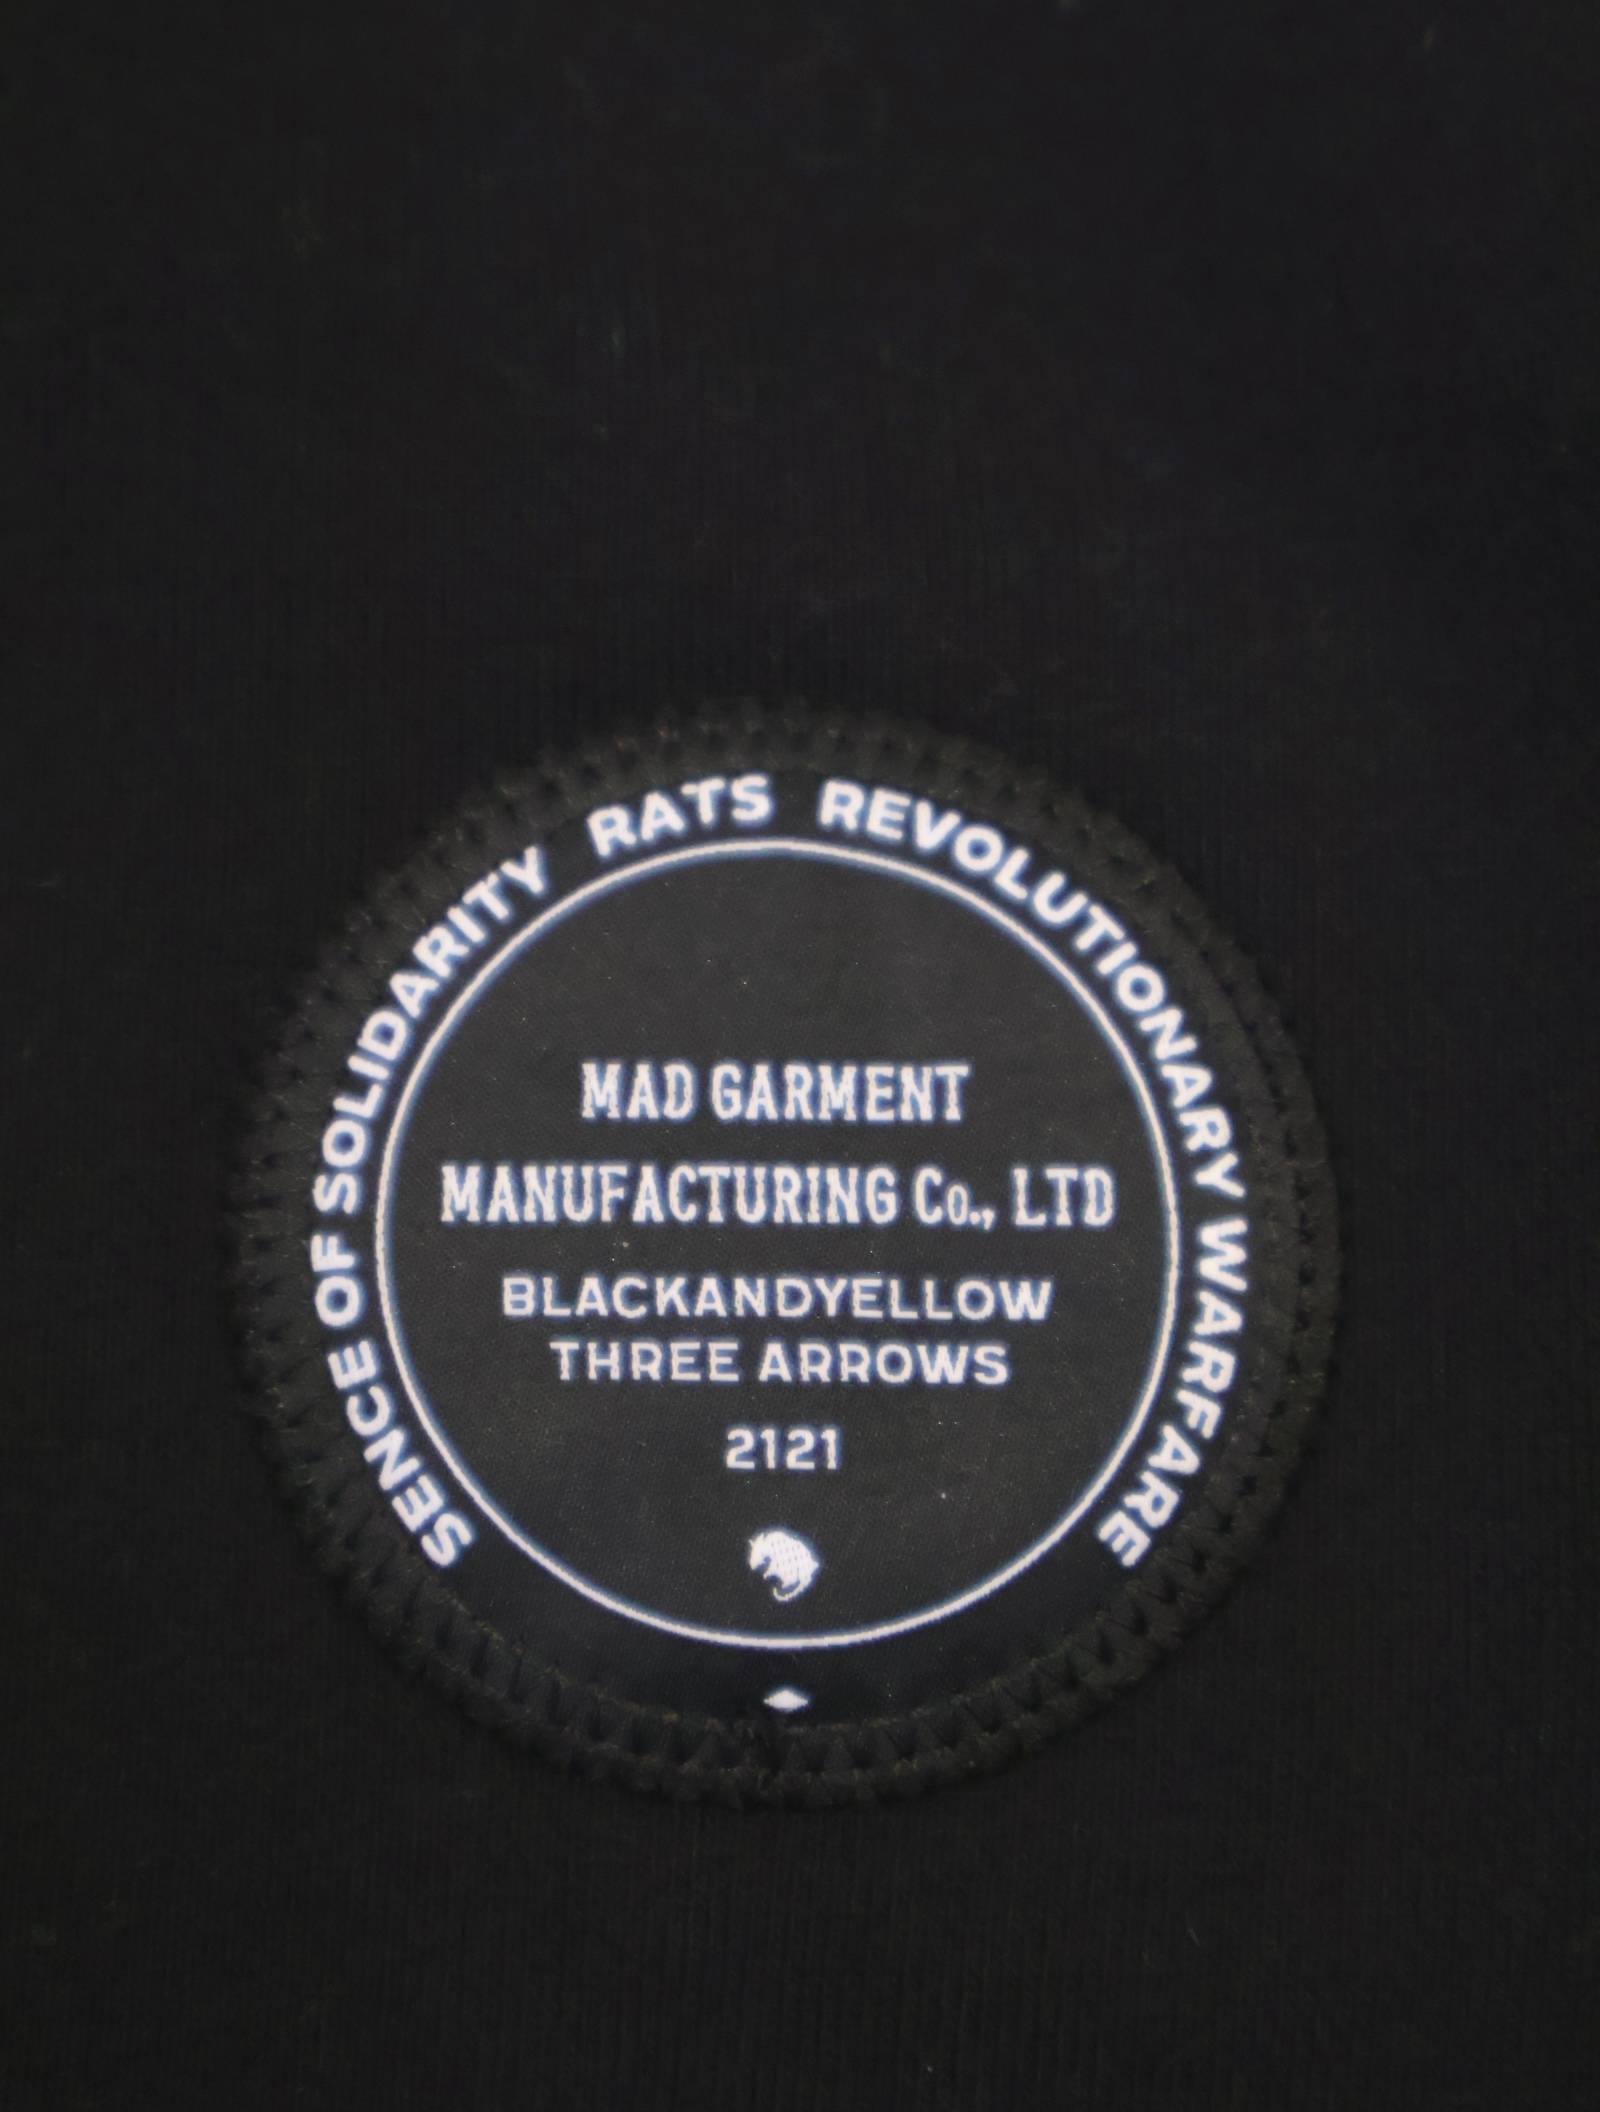 SENCE OF SOLIDARITY RATS REVOLUTIONARY WARFARE
MAD GARMENT
MANUFACTURING Co., LTD
BLACKANDYELLOW
THREE ARROWS
2121